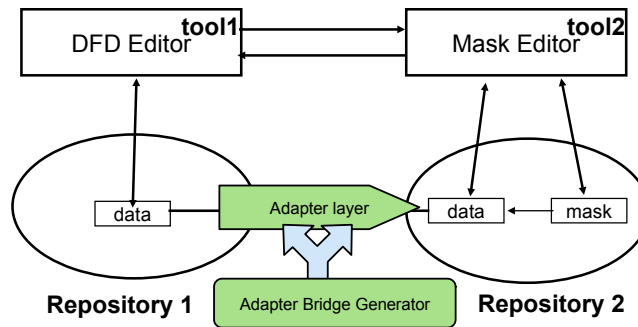 tool1
DFD Editor
tool2
Mask Editor
data
Adapter layer
data
mask
Repository 1
Adapter Bridge Generator
Repository 2